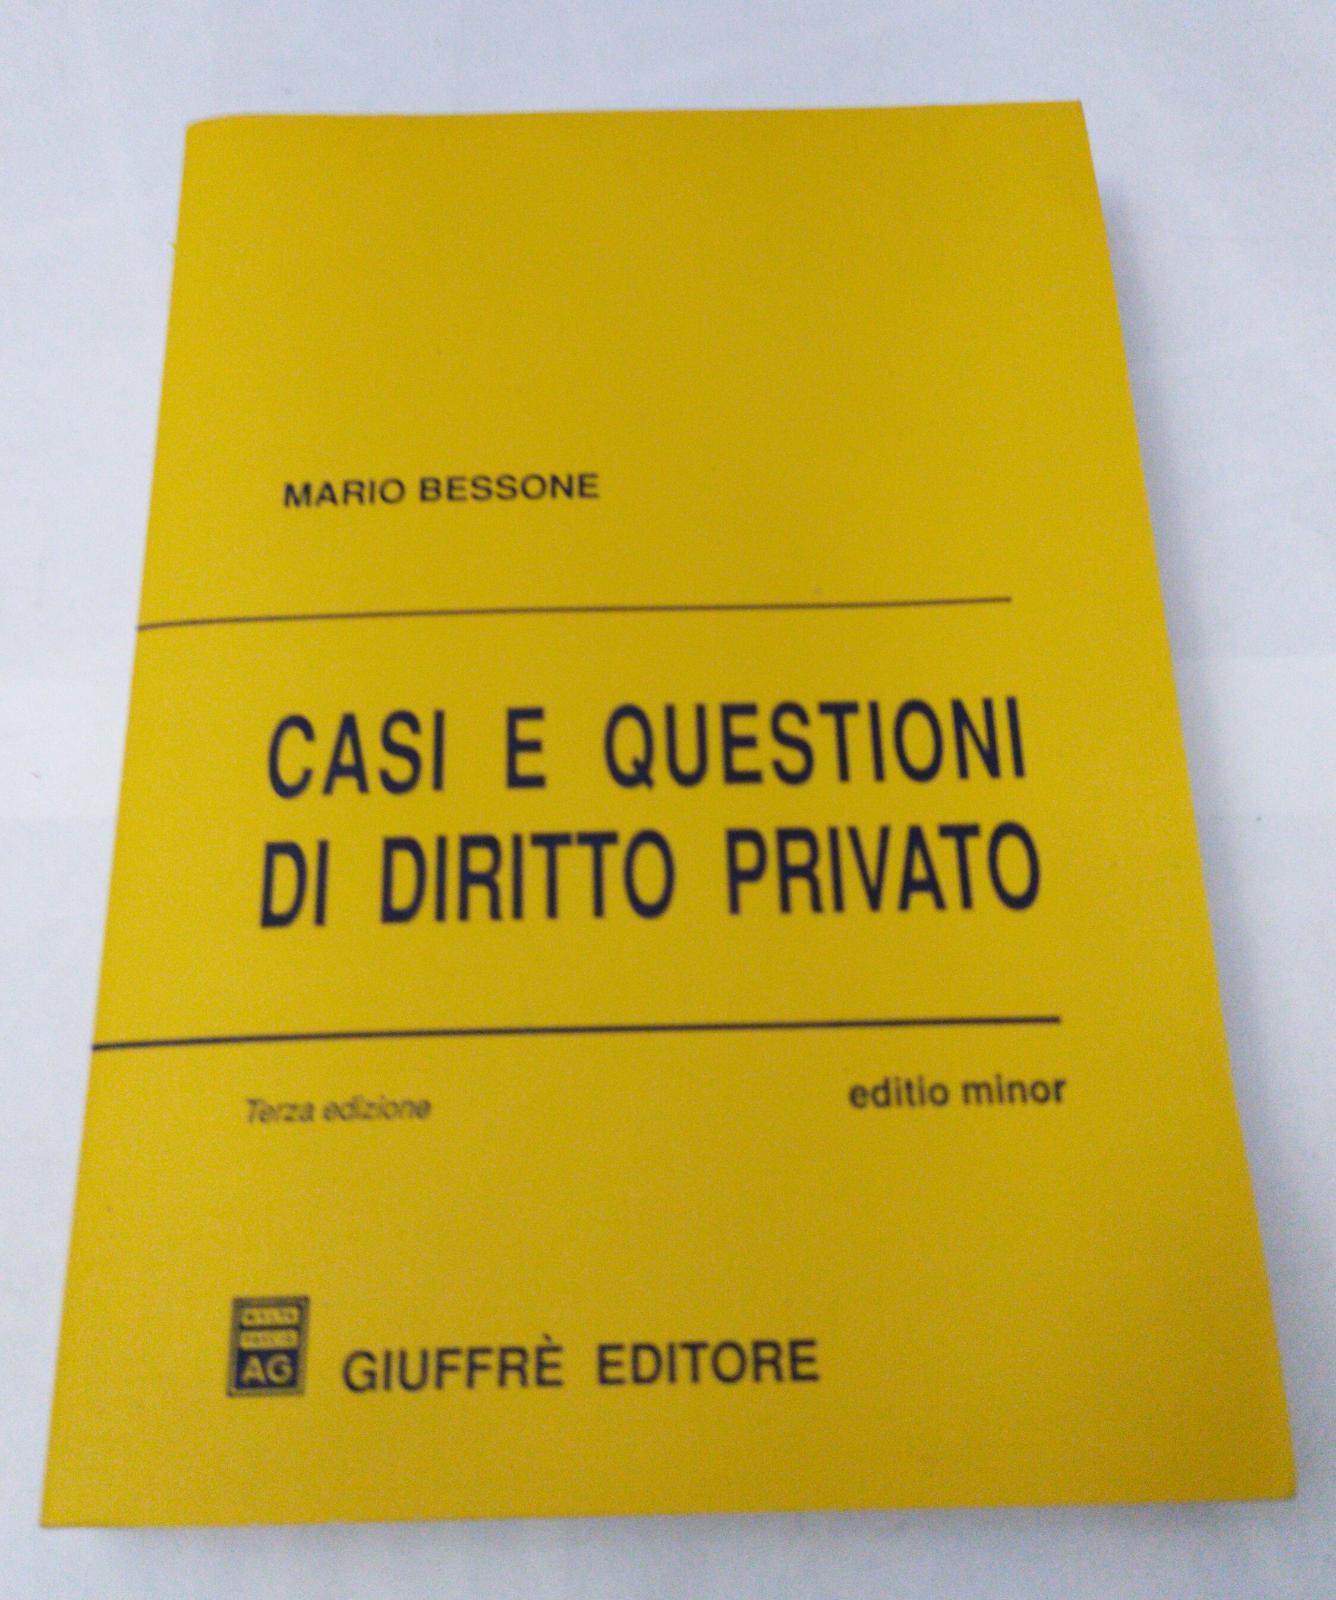 MARIO BESSONE
CASI E QUESTIONI
DI DIRITTO PRIVATO
Terza edizione
editio minor
AG
GIUFFRÈ EDITORE